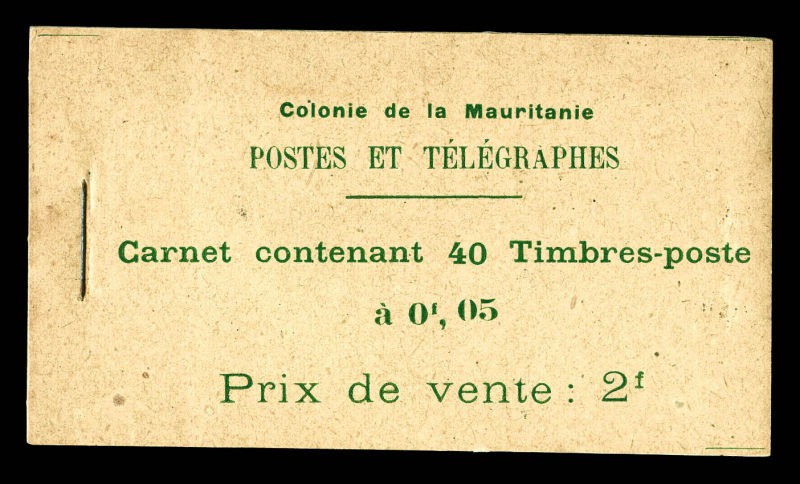 Colonie de la Mauritanie
POSTES ET TÉLÉGRAPHES
Carnet contenant 40 Timbres-poste
à 0ᶠ, 05
Prix de vente : 2ᶠ